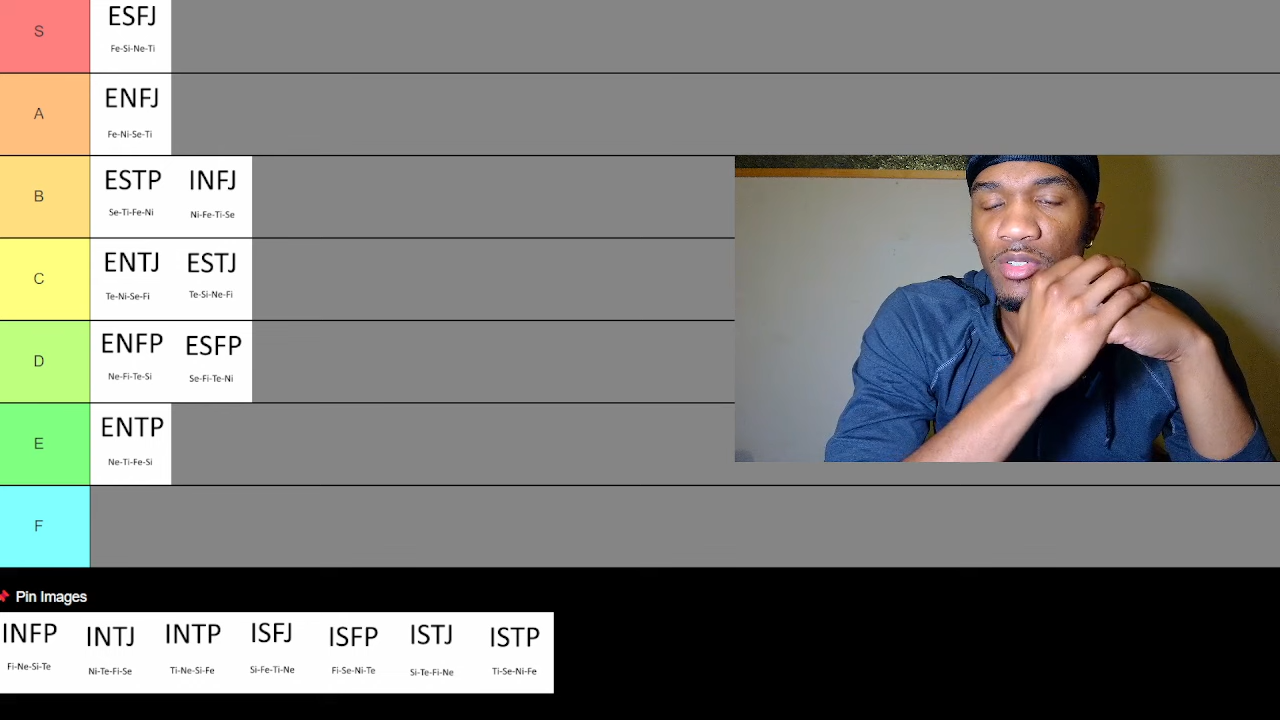 S
ESFJ
Fe-Si-Ne-Ti
A
ENFJ
Fe-Ni-Se-Ti
B
ESTP INFJ
Se-Ti-Fe-Ni Ni-Fe-Ti-Se
C
ENTJ ESTJ
Te-Ni-Se-Fi Te-Si-Ne-Fi
D
ENFP ESFP
Ne-Fi-Te-Si Se-Fi-Te-Ni
E
ENTP
Ne-Ti-Fe-Si
F
Pin Images
INFP INTJ INTP ISFJ ISFP ISTJ ISTP
Fi-Ne-Si-Te Ni-Te-Fi-Se Ti-Ne-Si-Fe Si-Fe-Ti-Ne Fi-Se-Ni-Te Si-Te-Fi-Ne Ti-Se-Ni-Fe